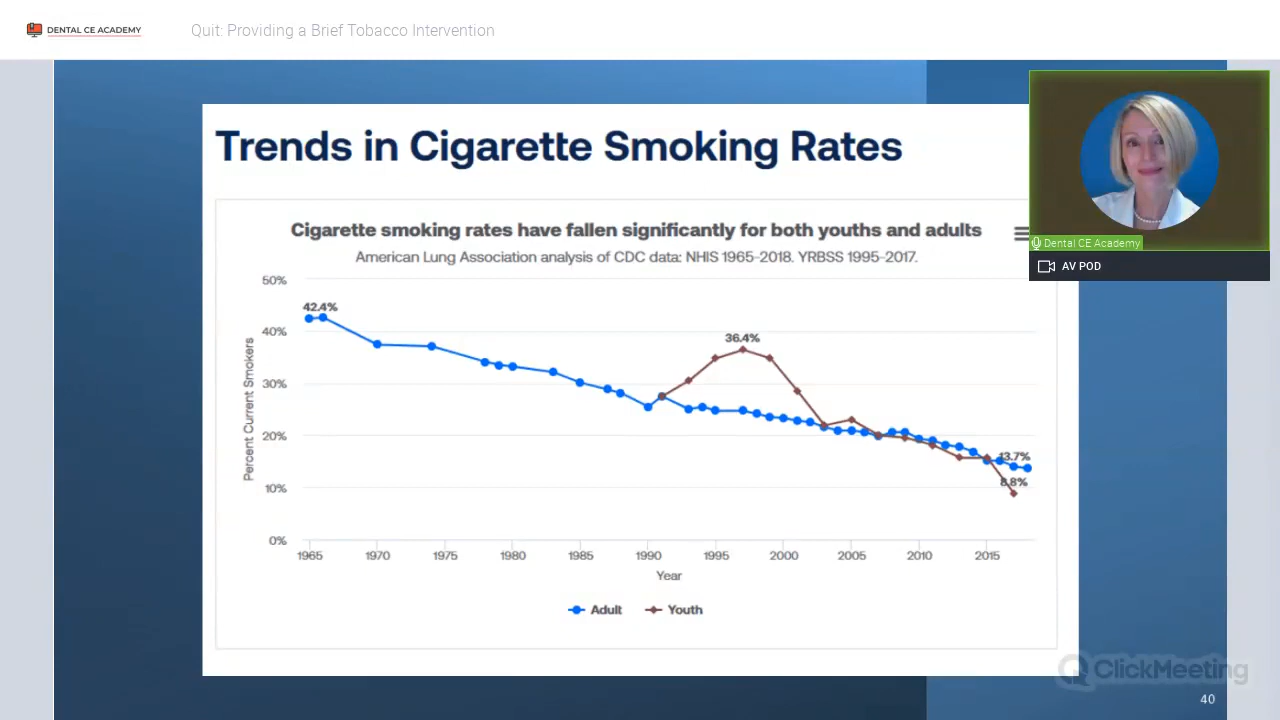 DENTAL CE ACADEMY
Quit: Providing a Brief Tobacco Intervention
Trends in Cigarette Smoking Rates
Dental CE Academy
AV POD
Cigarette smoking rates have fallen significantly for both youths and adults
American Lung Association analysis of CDC data: NHIS 1965-2018. YRBSS 1995-2017.
Percent Current Smokers
50%
40%
30%
20%
10%
0%
42.4%
36.4%
13.7%
8.8%
1965 1970 1975 1980 1985 1990 1995 2000 2005 2010 2015
Year
Adult Youth
ClickMeeting
40